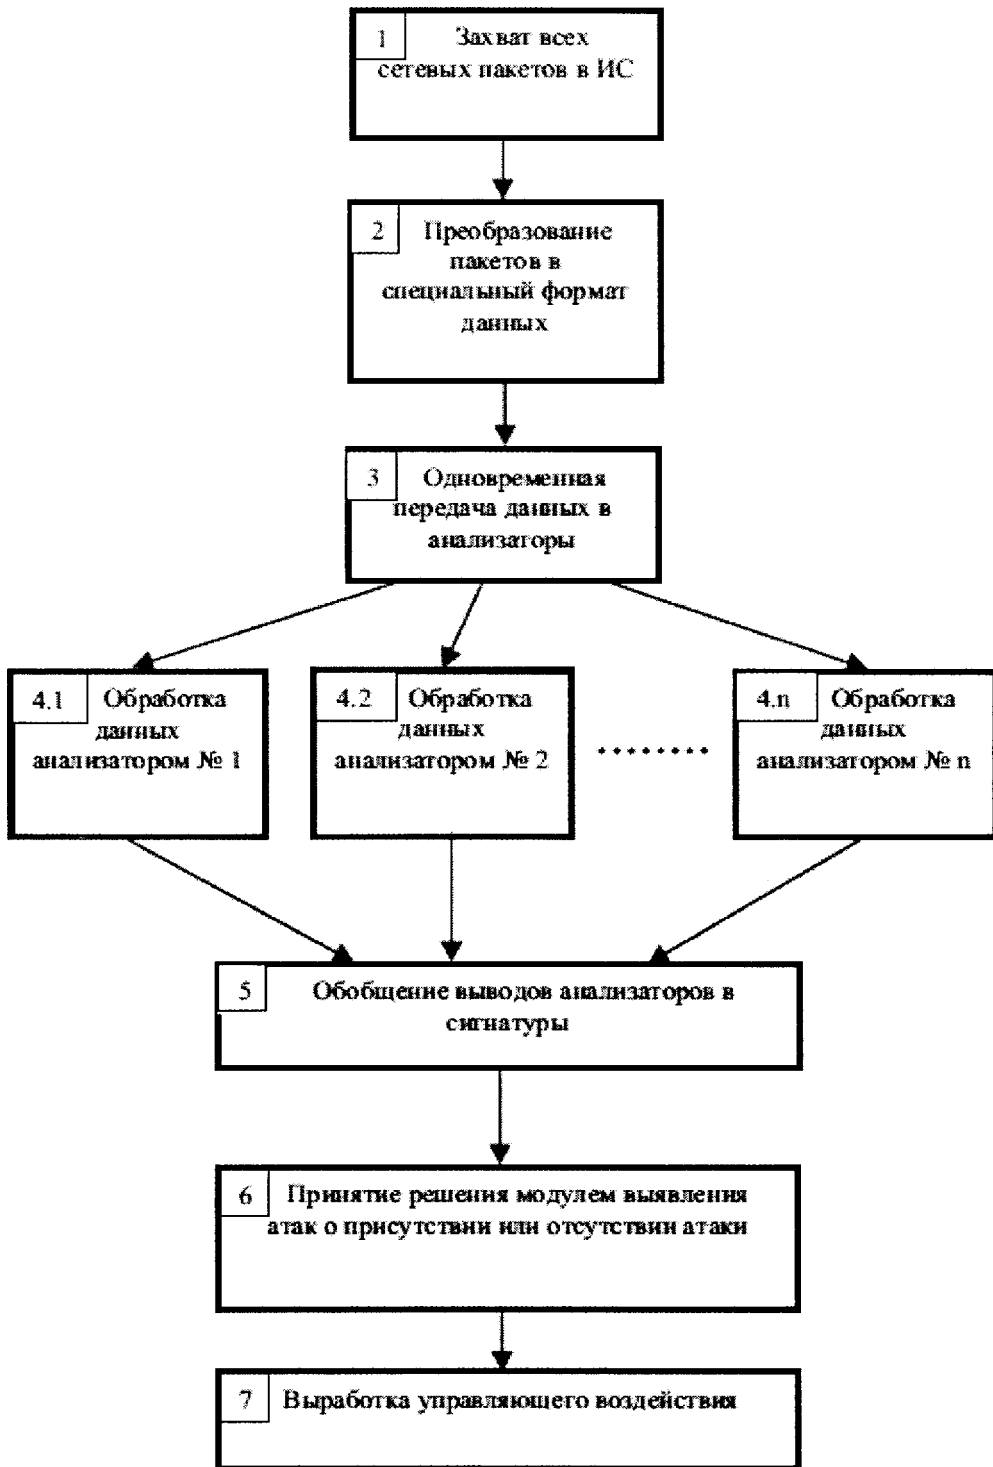 1 Захват всех
сетевых пакетов в ИС
2 Преобразование
пакетов в
специальный формат
данных
3 Одновременная
передача данных в
анализаторы
4.1 Обработка
данных
анализатором № 1
4.2 Обработка
данных
анализатором № 2
........
4.n Обработка
данных
анализатором № n
5 Обобщение выводов анализаторов в
сигнатуры
6 Принятие решения модулем выявления
атак о присутствии или отсутствии атаки
7 Выработка управляющего воздействия